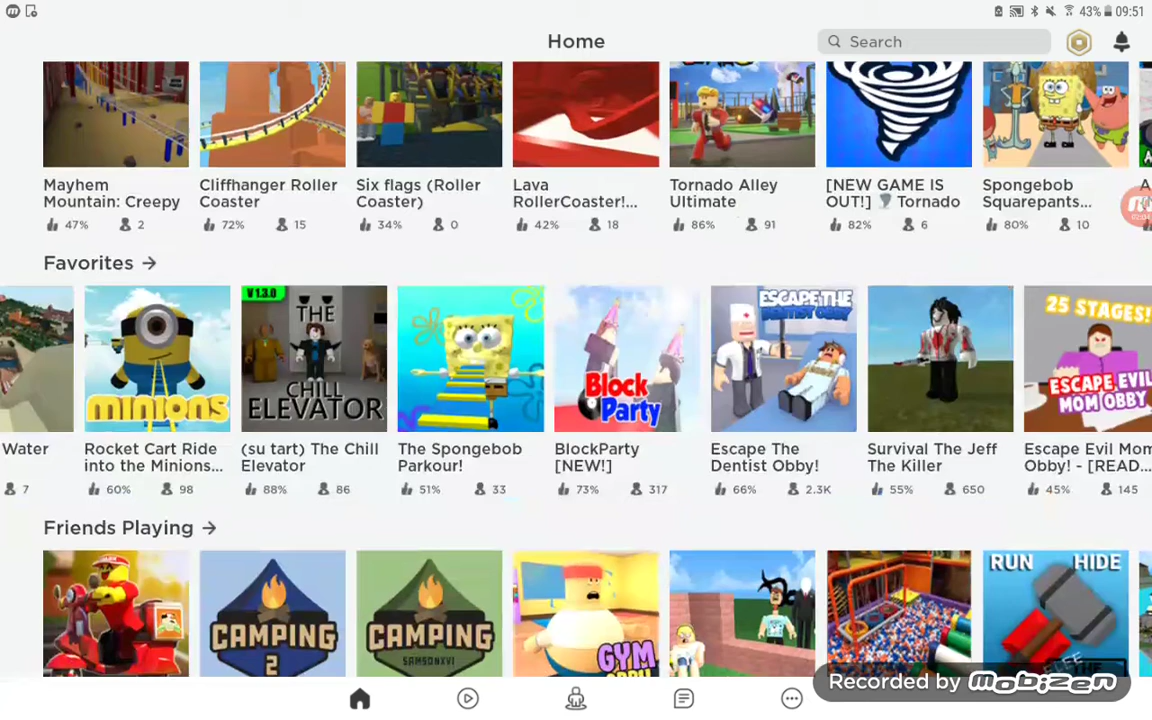 43% 09:51
Home
Search
Mayhem
Mountain: Creepy
47% 2
Cliffhanger Roller
Coaster
72% 15
Six flags (Roller
Coaster)
34% 0
Lava
RollerCoaster!...
42% 18
Tornado Alley
Ultimate
86% 91
[NEW GAME IS
OUT!] Tornado
82% 6
Spongebob
Squarepants...
80% 10
Favorites →
Water
7
MINIONS
Rocket Cart Ride
into the Minions...
60% 98
V 1.3.0
THE
CHILL
ELEVATOR
(su tart) The Chill
Elevator
88% 86
The Spongebob
Parkour!
51% 33
Block
Party
BlockParty
[NEW!]
73% 317
ESCAPE THE
DENTIST OBBY
Escape The
Dentist Obby!
66% 2.3K
Survival The Jeff
The Killer
55% 650
25 STAGES!
ESCAPE EVIL
MOM OBBY
Escape Evil Mom
Obby! - [READ...
45% 145
Friends Playing →
CAMPING
2
CAMPING
SAMSONXVI
GYM
OBBY
RUN HIDE
Recorded by mobizen